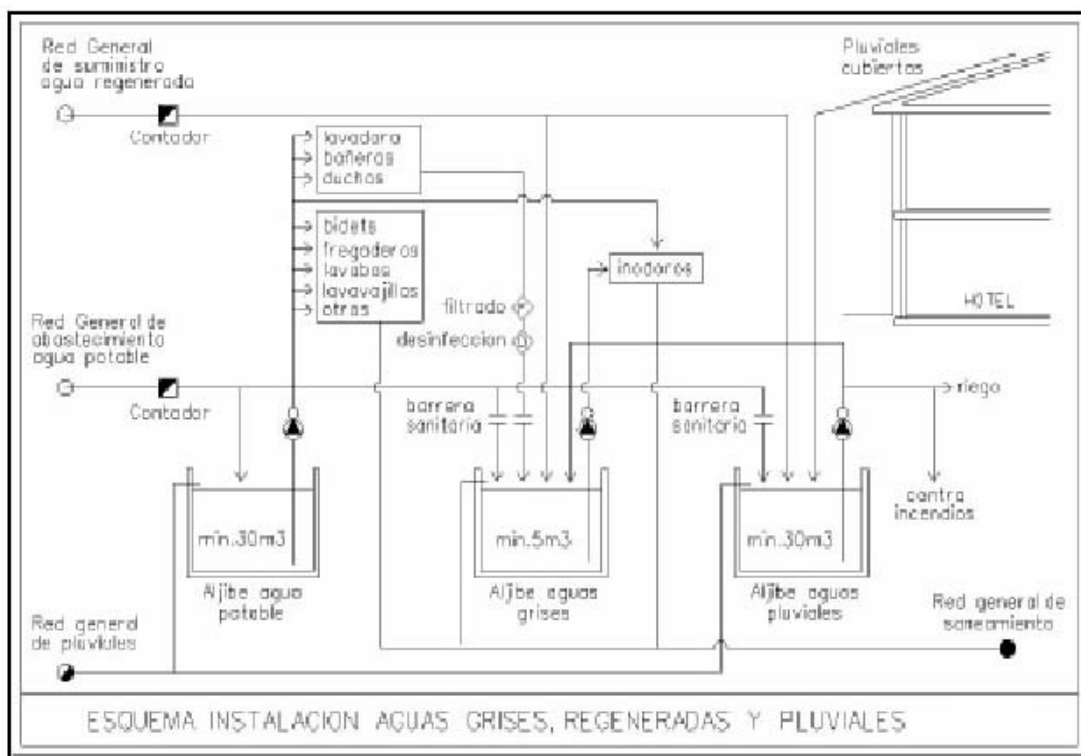 Red General
de suministro
agua regenerada
Contador
Pluviales
cubiertas
lavadora
bañeras
duchas
bidets
fregaderos
lavabos
lavavajillas
otros
inodoros
filtrado
desinfeccion
HOTEL
Red General de
abastecimiento
agua potable
Contador
barrera
sanitaria
barrera
sanitaria
riego
contra
incendios
min.30m3
min.5m3
min.30m3
Aljibe agua
potable
Aljibe aguas
grises
Aljibe aguas
pluviales
Red general
de pluviales
Red general de
saneamiento
ESQUEMA INSTALACION AGUAS GRISES, REGENERADAS Y PLUVIALES